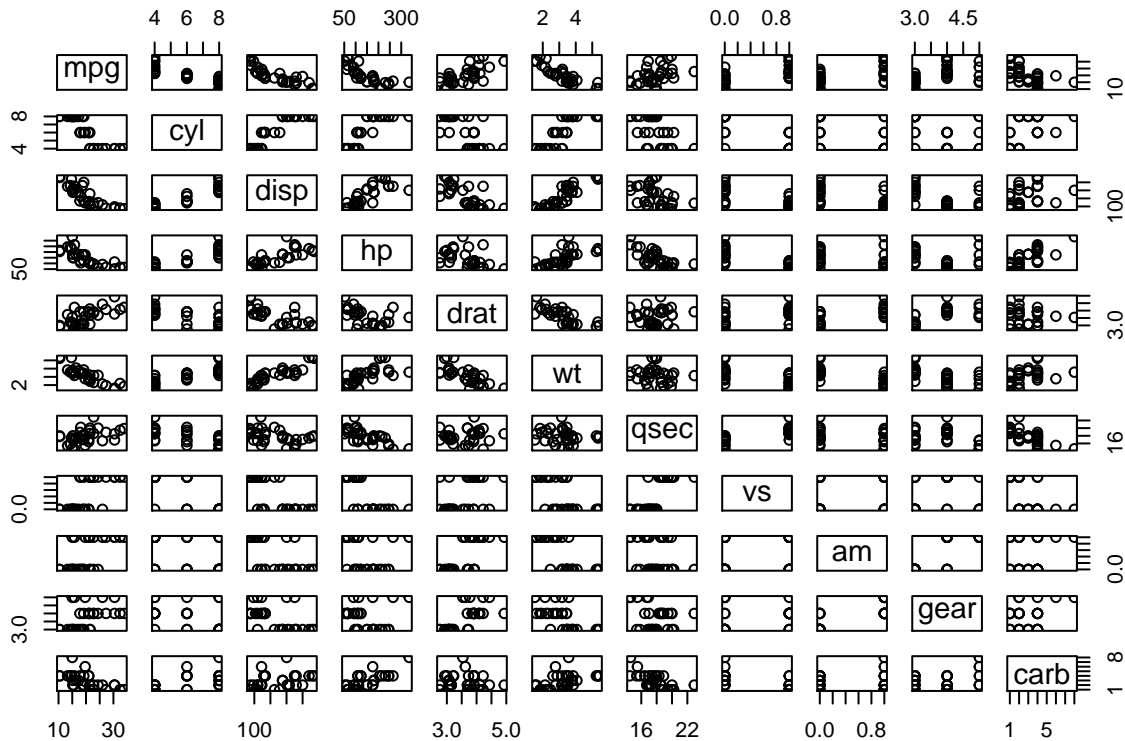 4 6 8 50 300 2 4 0.0 0.8 3.0 4.5
mpg 10
4 8 cyl
disp 100
50 hp
drat 3.0
2 wt
qsec 16
0.0 vs
am 0.0
3.0 gear
carb 1 8
10 20 30 100 3.0 5.0 16 22 0.0 0.8 1 5